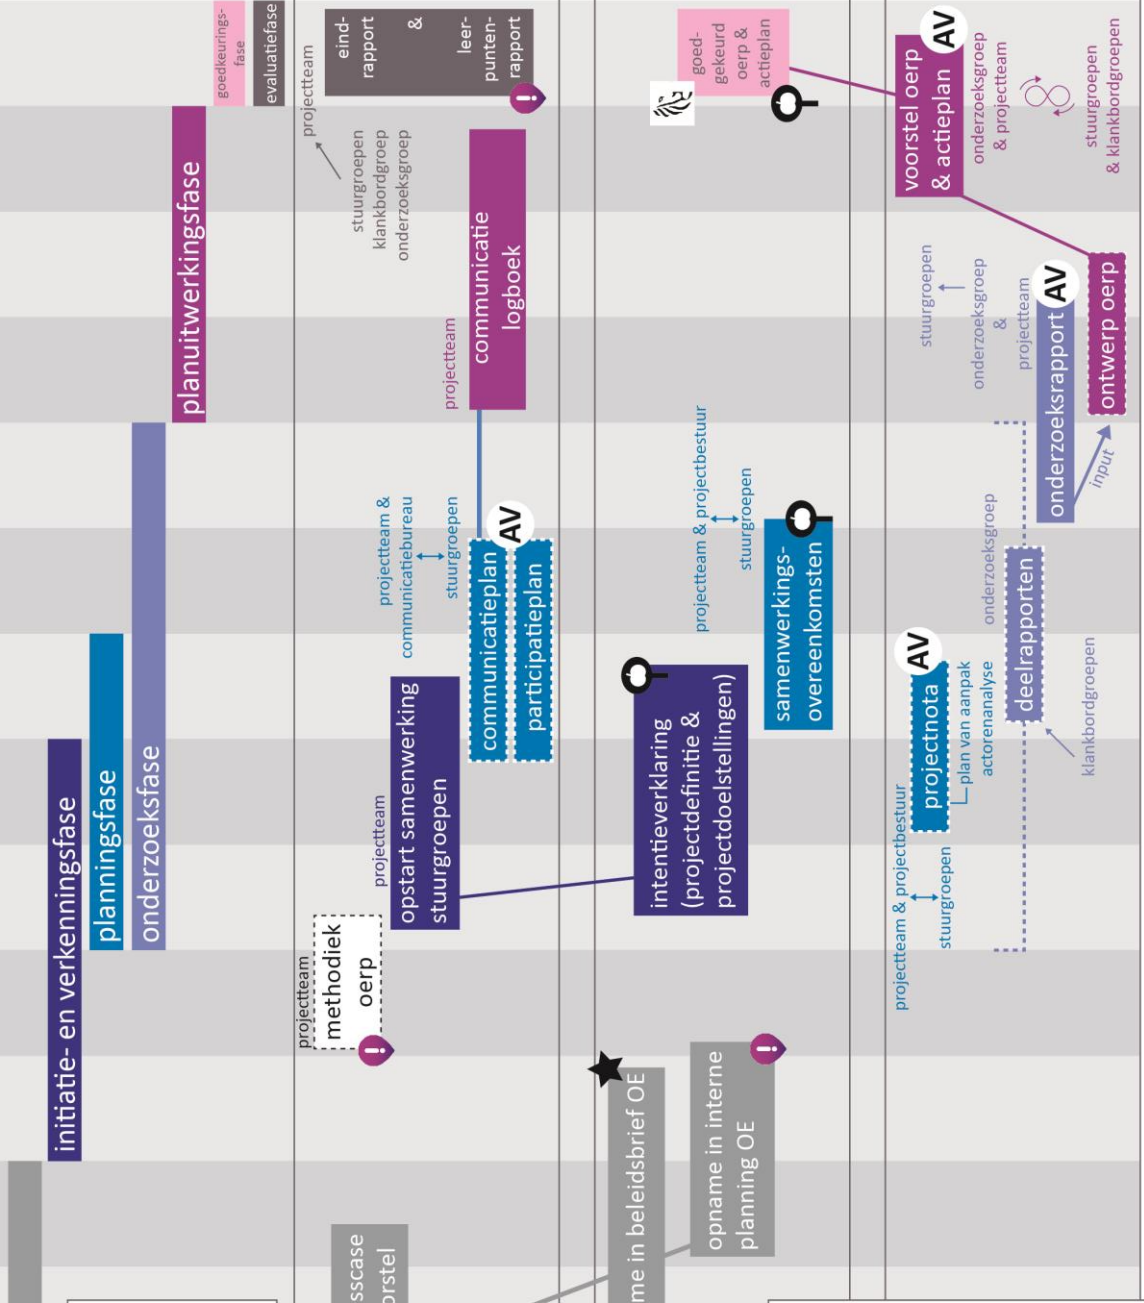 initiatie- en verkenningsfase
planningsfase
onderzoeksfase
planuitwerkingsfase
goedkeurings-
fase
evaluatiefase
projectteam
methodiek
oerp
projectteam
opstart samenwerking
stuurgroepen
projectteam &
communicatiebureau
stuurgroepen
communicatieplan
participatieplan
AV
projectteam
communicatie
logboek
projectteam
stuurgroepen
klankbordgroep
onderzoeksgroep
eind-
rapport
&
leer-
punten-
rapport
sscase
orstel
me in beleidsbrief OE
opname in interne
planning OE
intentieverklaring
(projectdefinitie &
projectdoelstellingen)
projectteam & projectbestuur
stuurgroepen
samenwerkings-
overeenkomsten
goed-
gekeurd
oerp &
actieplan
projectteam & projectbestuur
stuurgroepen
projectnota
AV
plan van aanpak
actorenanalyse
onderzoeksgroep
deelrapporten
klankbordgroepen
stuurgroepen
onderzoeksgroep
&
projectteam
onderzoeksrapport
AV
input
ontwerp oerp
voorstel oerp
& actieplan
AV
onderzoeksgroep
& projectteam
stuurgroepen
& klankbordgroepen